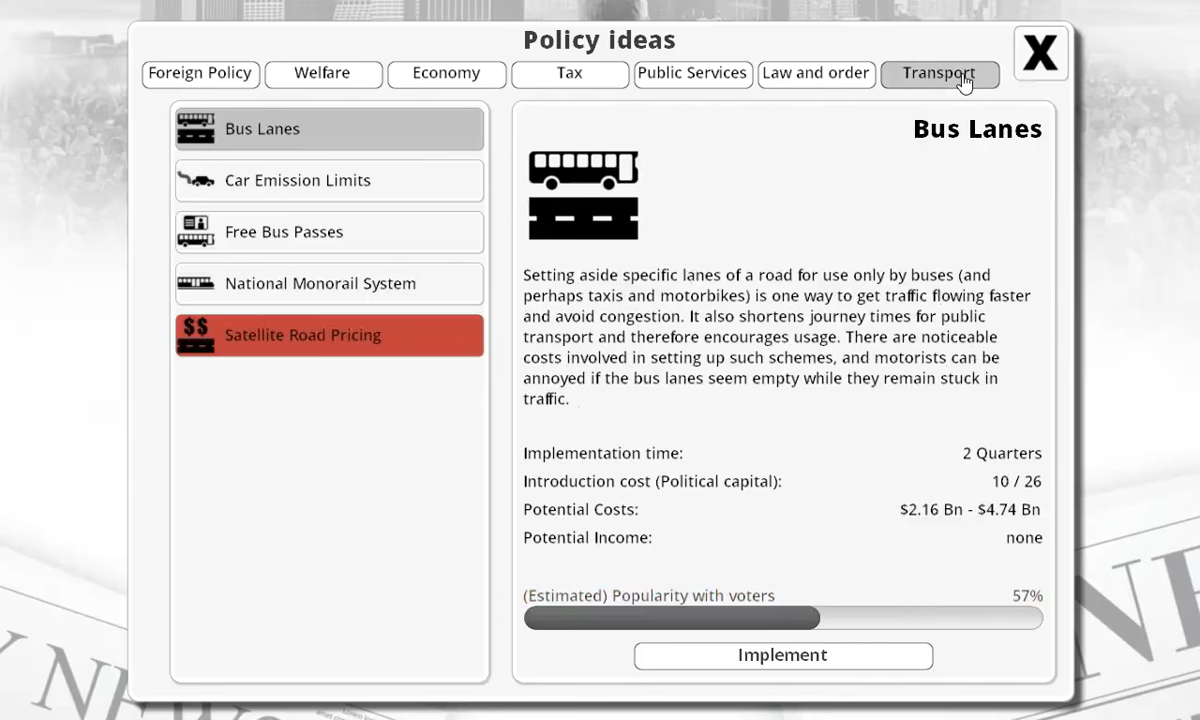 Policy ideas
X
Foreign Policy
Welfare
Economy
Tax
Public Services
Law and order
Transport
Bus Lanes
Car Emission Limits
Free Bus Passes
National Monorail System
$$
Satellite Road Pricing
Bus Lanes
Setting aside specific lanes of a road for use only by buses (and
perhaps taxis and motorbikes) is one way to get traffic flowing faster
and avoid congestion. It also shortens journey times for public
transport and therefore encourages usage. There are noticeable
costs involved in setting up such schemes, and motorists can be
annoyed if the bus lanes seem empty while they remain stuck in
traffic.
Implementation time: 2 Quarters
Introduction cost (Political capital): 10 / 26
Potential Costs: $2.16 Bn - $4.74 Bn
Potential Income: none
(Estimated) Popularity with voters 57%
Implement